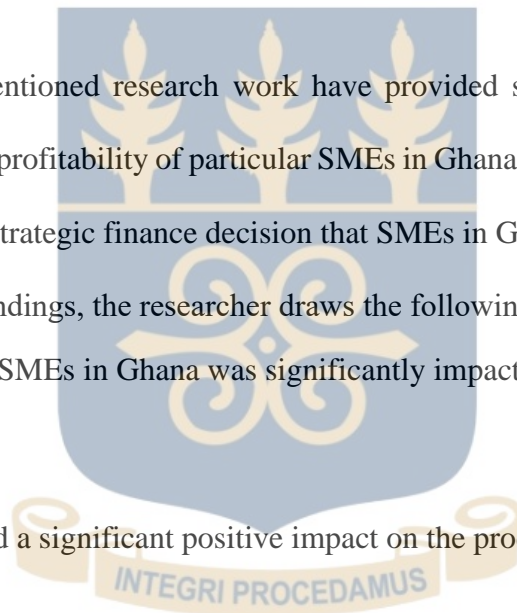 entioned research work have provided s
profitability of particular SMEs in Ghana
trategic finance decision that SMEs in G
ndings, the researcher draws the following
SMEs in Ghana was significantly impact
d a significant positive impact on the pro
INTEGRI PROCEDAMUS